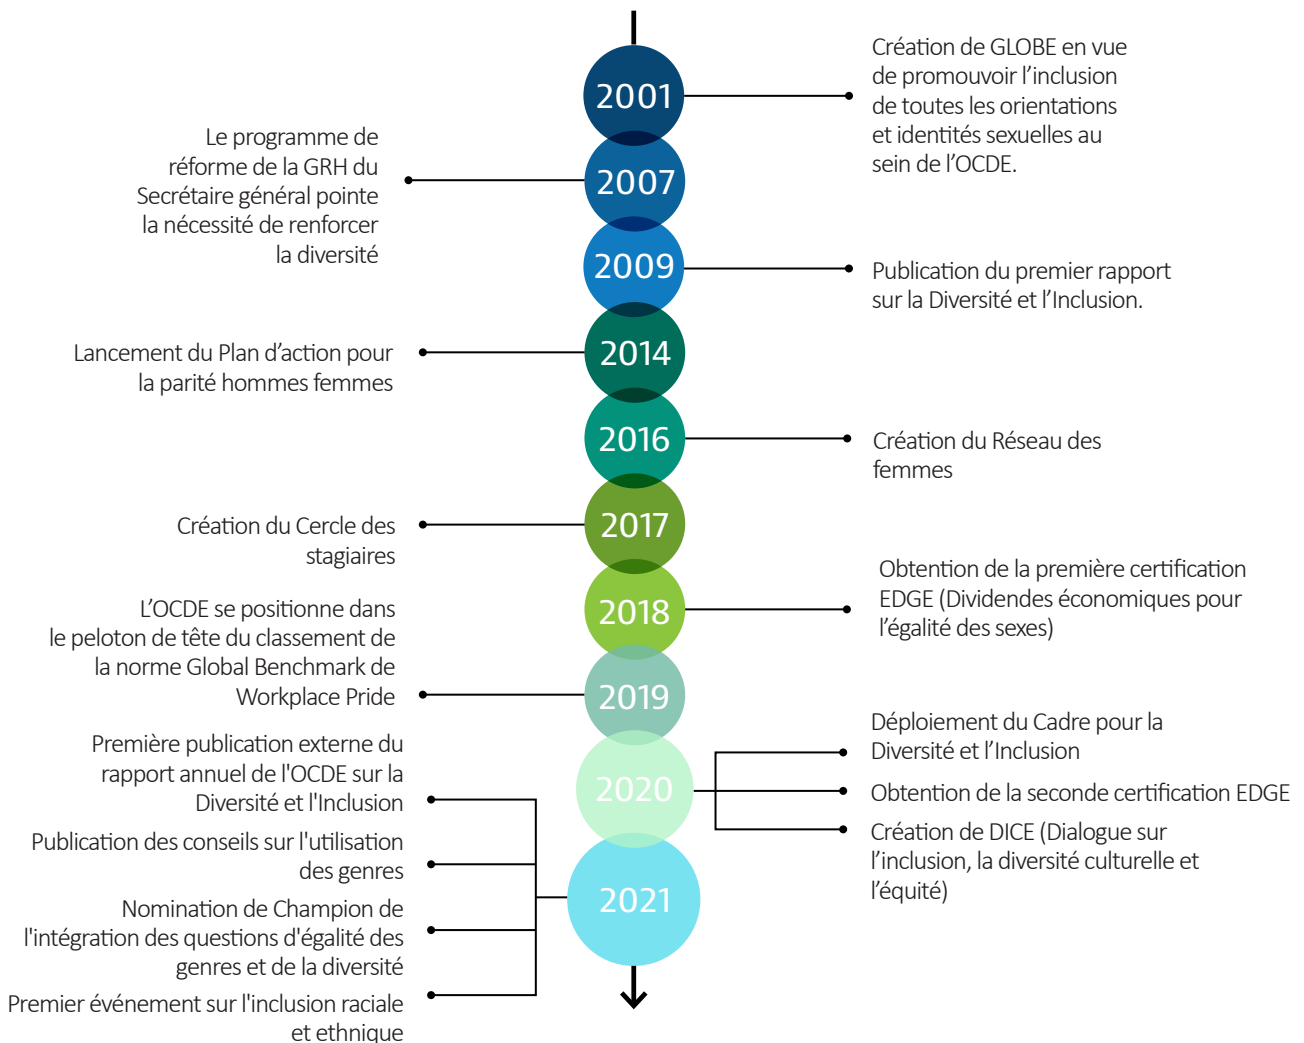 2001
Création de GLOBE en vue
de promouvoir l’inclusion
de toutes les orientations
et identités sexuelles au
sein de l’OCDE.
2007
Le programme de
réforme de la GRH du
Secrétaire général pointe
la nécessité de renforcer
la diversité
2009
Publication du premier rapport
sur la Diversité et l’Inclusion.
2014
Lancement du Plan d’action pour
la parité hommes femmes
2016
Création du Réseau des
femmes
2017
Création du Cercle des
stagiaires
2018
Obtention de la première certification
EDGE (Dividendes économiques pour
l’égalité des sexes)
2019
L’OCDE se positionne dans
le peloton de tête du classement de
la norme Global Benchmark de
Workplace Pride
2020
Déploiement du Cadre pour la
Diversité et l’Inclusion
Obtention de la seconde certification EDGE
Création de DICE (Dialogue sur
l’inclusion, la diversité culturelle et
l’équité)
2021
Première publication externe du
rapport annuel de l'OCDE sur la
Diversité et l'Inclusion
Publication des conseils sur l'utilisation
des genres
Nomination de Champion de
l'intégration des questions d'égalité des
genres et de la diversité
Premier événement sur l'inclusion raciale
et ethnique